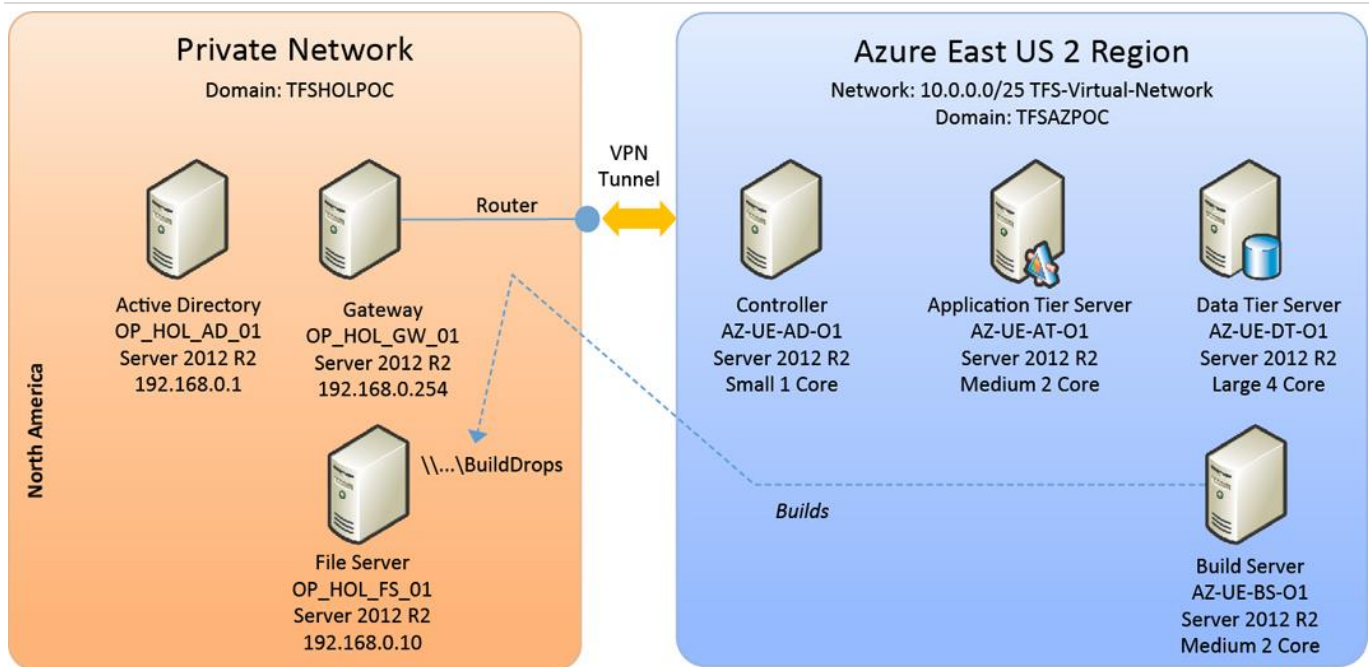 Private Network
Domain: TFSHOLPOC
Active Directory
OP_HOL_AD_01
Server 2012 R2
192.168.0.1
Gateway
OP_HOL_GW_01
Server 2012 R2
192.168.0.254
Router
VPN
Tunnel
North America
\\...\BuildDrops
File Server
OP_HOL_FS_01
Server 2012 R2
192.168.0.10
Azure East US 2 Region
Network: 10.0.0.0/25 TFS-Virtual-Network
Domain: TFSAZPOC
Controller
AZ-UE-AD-O1
Server 2012 R2
Small 1 Core
Application Tier Server
AZ-UE-AT-O1
Server 2012 R2
Medium 2 Core
Data Tier Server
AZ-UE-DT-O1
Server 2012 R2
Large 4 Core
Builds
Build Server
AZ-UE-BS-O1
Server 2012 R2
Medium 2 Core